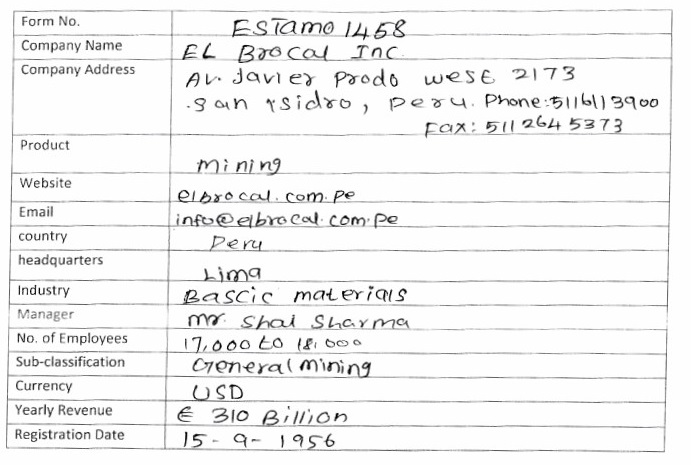 Form No. ESTamo 1458
Company Name EL Brocal Inc.
Company Address Av. Javier Prodo west 2173
.San Isidro, Peru. Phone:5116113900
Fax: 5112645373
Product mining
Website elbrocal.com.pe
Email info@elbrocal.com.pe
country Peru
headquarters Lima
Industry Bascic materials
Manager mr. Shal Sharma
No. of Employees 17,000 to 18,000
Sub-classification General mining
Currency USD
Yearly Revenue € 310 Billion
Registration Date 15-9-1956